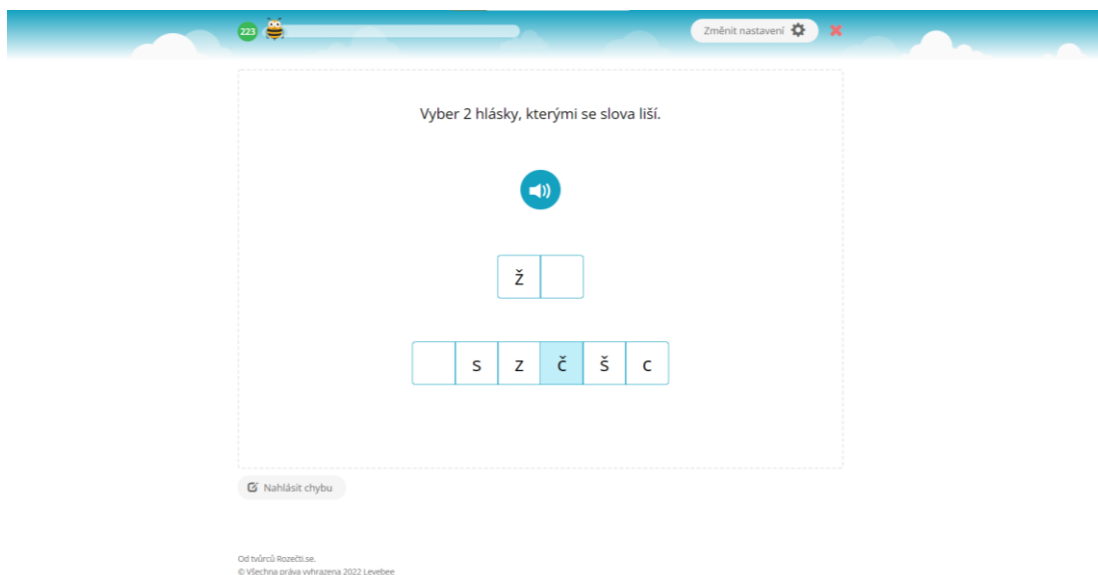 223
Změnit nastavení
Vyber 2 hlásky, kterými se slova liší.
ž
s z č š c
Nahlásit chybu
Od tvůrců Rozečti.se.
© Všechna práva vyhrazena 2022 Levebee